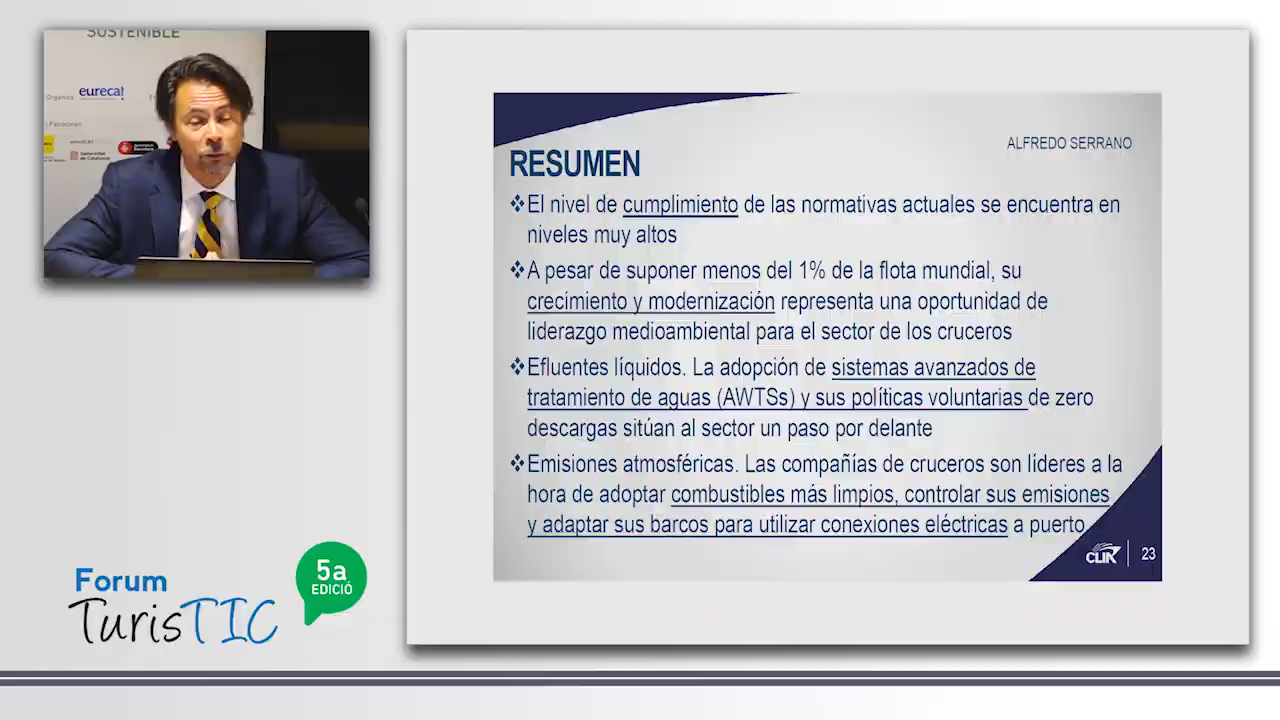 SOSTENIBLE
Organiza
eurecat
Patrocinan
Generalitat
de Catalunya
ALFREDO SERRANO
RESUMEN
❖El nivel de cumplimiento de las normativas actuales se encuentra en
niveles muy altos
❖A pesar de suponer menos del 1% de la flota mundial, su
crecimiento y modernización representa una oportunidad de
liderazgo medioambiental para el sector de los cruceros
❖Efluentes líquidos. La adopción de sistemas avanzados de
tratamiento de aguas (AWTSs) y sus políticas voluntarias de zero
descargas sitúan al sector un paso por delante
❖Emisiones atmosféricas. Las compañías de cruceros son líderes a la
hora de adoptar combustibles más limpios, controlar sus emisiones
y adaptar sus barcos para utilizar conexiones eléctricas a puerto.
CLIA
23
Forum
TurisTIC
5a
EDICIÓ